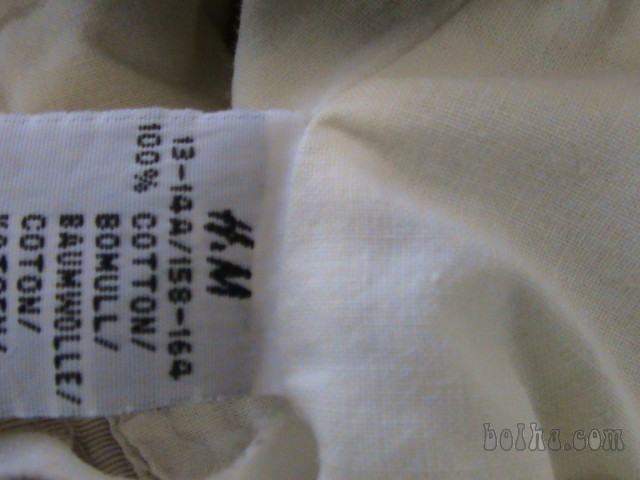 H.M
13-14A/158-164
100% COTTON/
BOMULL/
COTON/
BAUMWOLLE/
bolha.com